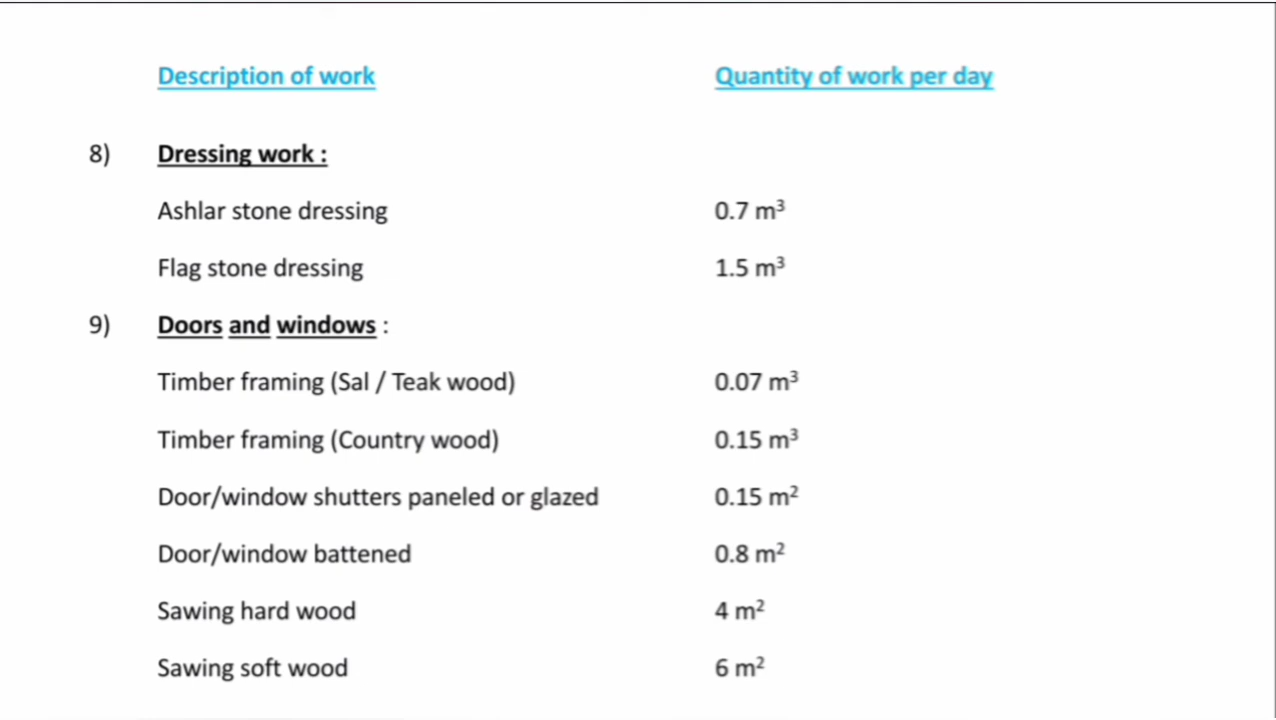 Description of work Quantity of work per day
8) Dressing work :
Ashlar stone dressing 0.7 m³
Flag stone dressing 1.5 m³
9) Doors and windows :
Timber framing (Sal / Teak wood) 0.07 m³
Timber framing (Country wood) 0.15 m³
Door/window shutters paneled or glazed 0.15 m²
Door/window battened 0.8 m²
Sawing hard wood 4 m²
Sawing soft wood 6 m²